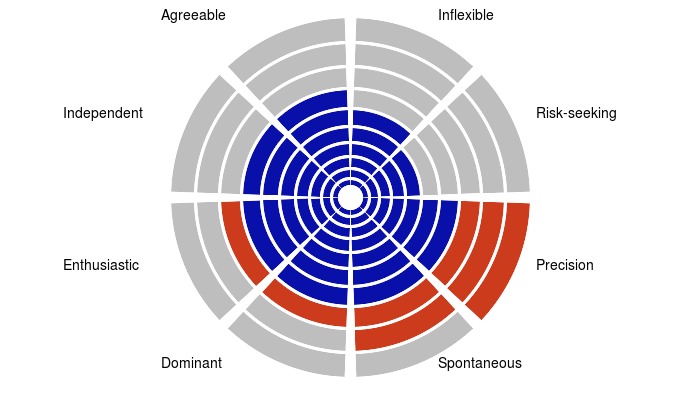 Agreeable
Inflexible
Independent
Risk-seeking
Enthusiastic
Precision
Dominant
Spontaneous